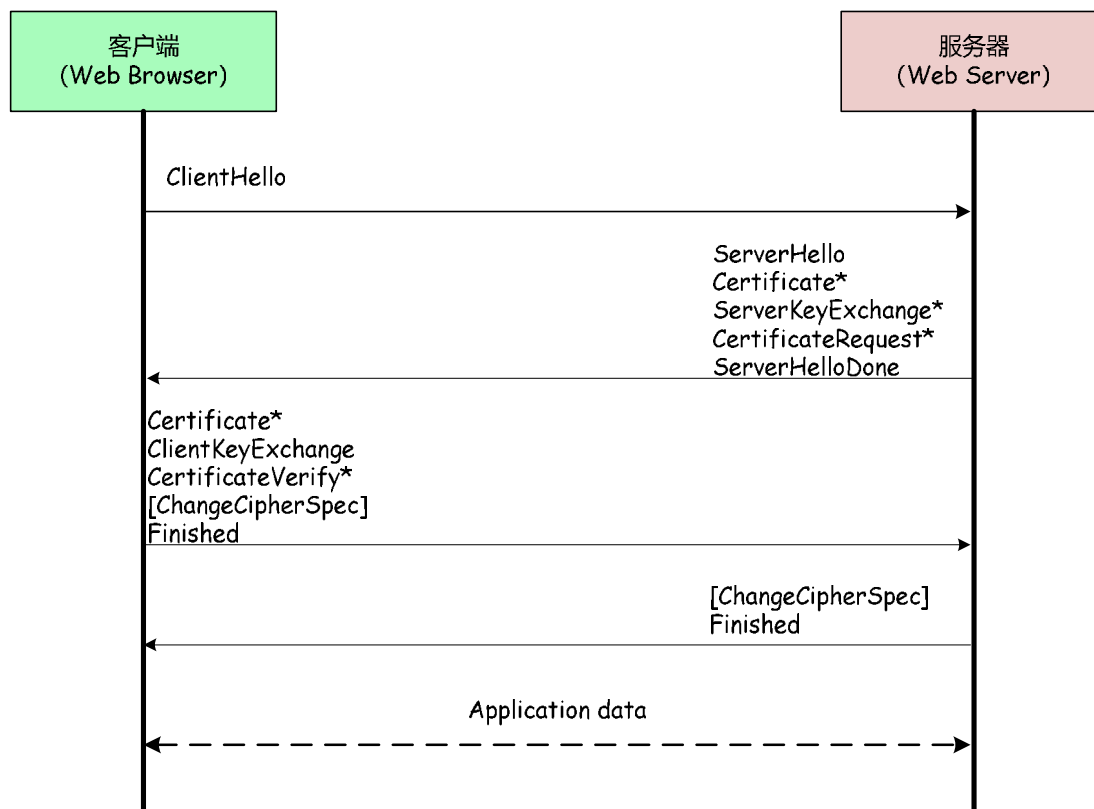 客户端
(Web Browser)
服务器
(Web Server)
ClientHello
ServerHello
Certificate*
ServerKeyExchange*
CertificateRequest*
ServerHelloDone
Certificate*
ClientKeyExchange
CertificateVerify*
[ChangeCipherSpec]
Finished
[ChangeCipherSpec]
Finished
Application data